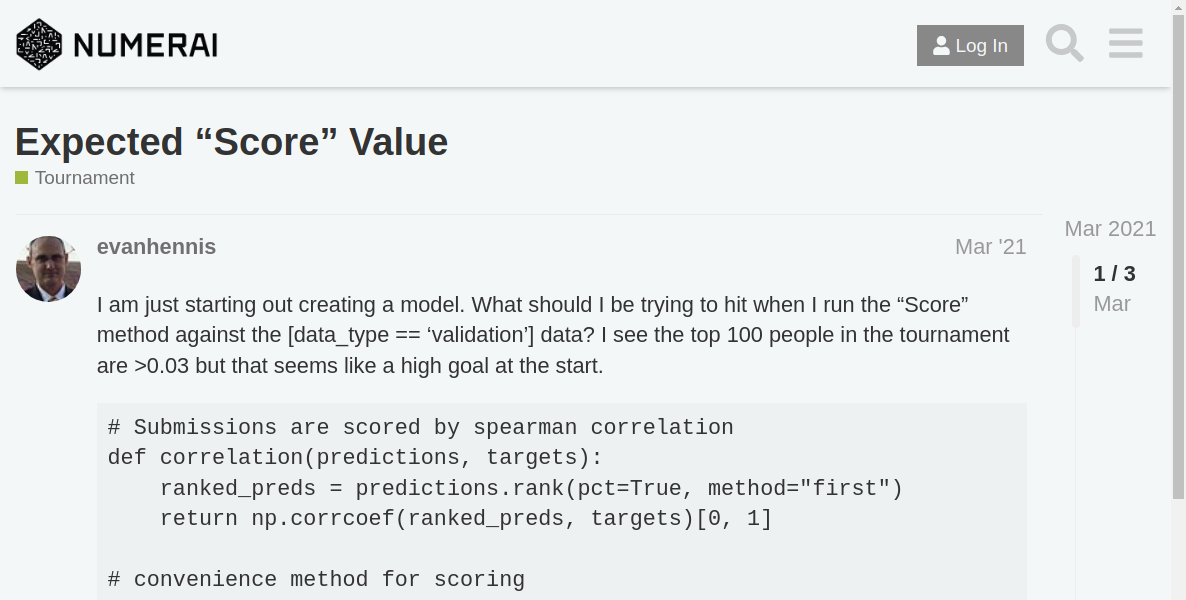 NUMERAI
Log In
Expected “Score” Value
Tournament
evanhennis
Mar '21
I am just starting out creating a model. What should I be trying to hit when I run the “Score”
method against the [data_type == ‘validation’] data? I see the top 100 people in the tournament
are >0.03 but that seems like a high goal at the start.
# Submissions are scored by spearman correlation
def correlation(predictions, targets):
    ranked_preds = predictions.rank(pct=True, method="first")
    return np.corrcoef(ranked_preds, targets)[0, 1]
# convenience method for scoring
Mar 2021
1 / 3
Mar